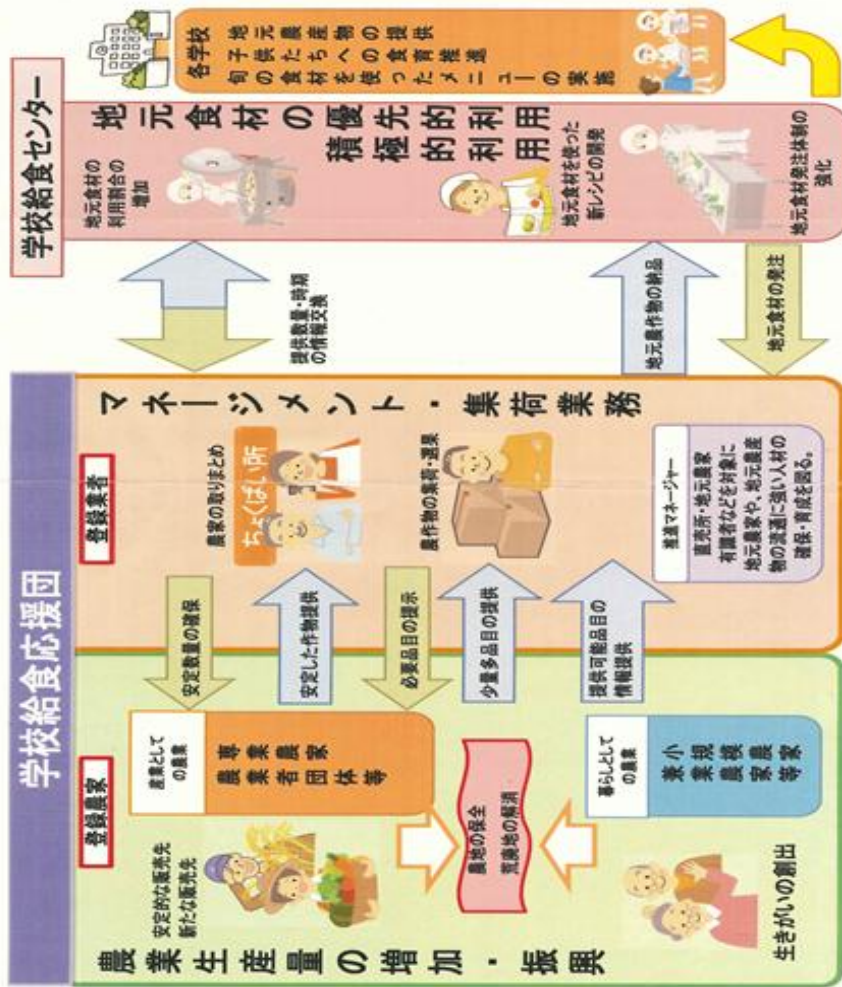 学校給食応援団
登録農家
農業生産量の増加・振興
安定的な販売先
新たな販売先
産業としての
の農業
専業農家
農業者団体等
農地の保全
荒廃地の解消
生きがいの創出
暮らしとしての
の農業
小規模農家
兼業農家等
安定数量の確保
安定した作物提供
必要品目の提示
少量多品目の提供
提供可能品目の
情報提供
登録業者
マネージメント・集荷業務
農家の取りまとめ
ちょくばい所
農作物の集荷・選果
推進マネージャー
直売所・地元農家
有識者などを対象に
地元農家や、地元農産
物の流通に強い人材の
確保・育成を図る。
提供数量・時期
の情報交換
地元農作物の納品
地元食材の発注
学校給食センター
地元食材の優先的利用
積極的利用
地元食材の
利用割合の
増加
地元食材を使った
新レシピの開発
地元食材発注体制の
強化
各学校
地元農産物の提供
子供たちへの食育推進
旬の食材を使ったメニューの実施